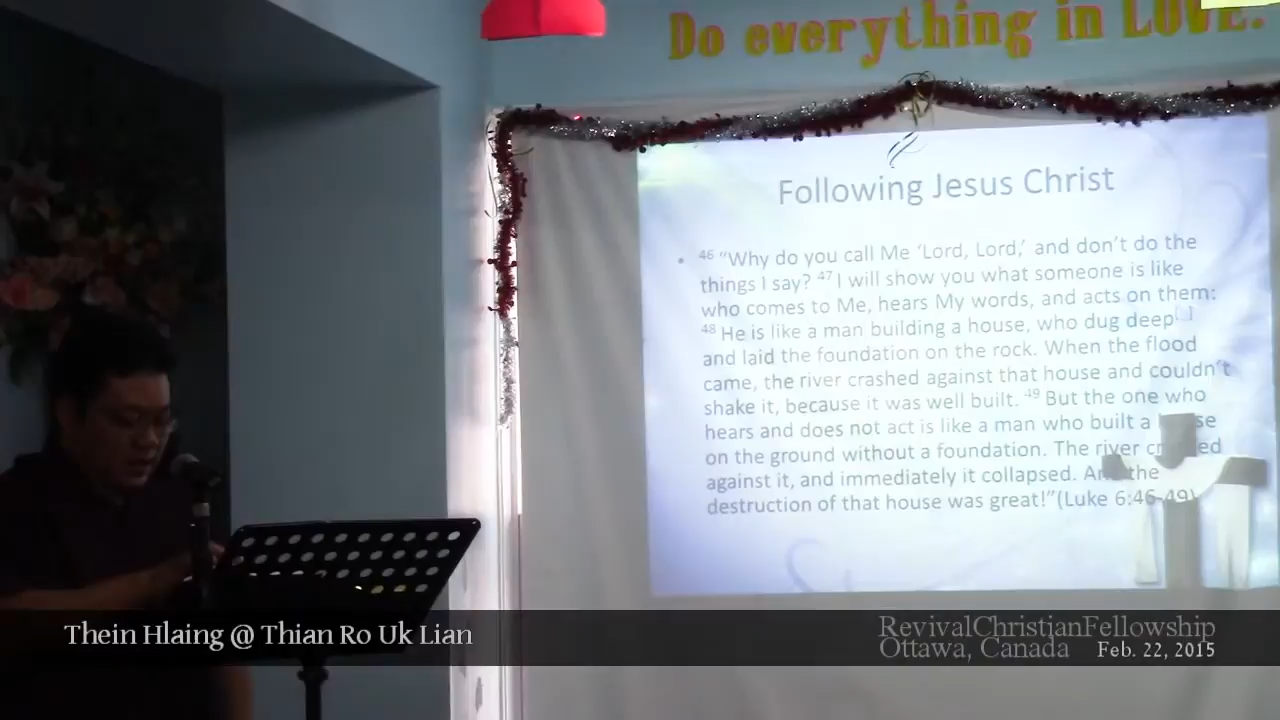 Do everything in LOVE.
Following Jesus Christ
• ⁴⁶ “Why do you call Me ‘Lord, Lord,’ and don’t do the
things I say? ⁴⁷ I will show you what someone is like
who comes to Me, hears My words, and acts on them:
⁴⁸ He is like a man building a house, who dug deep[ ]
and laid the foundation on the rock. When the flood
came, the river crashed against that house and couldn’t
shake it, because it was well built. ⁴⁹ But the one who
hears and does not act is like a man who built a
on the ground without a foundation. The river
against it, and immediately it collapsed. And the
destruction of that house was great!”(Luke 6:46-49)
Thein Hlaing @ Thian Ro Uk Lian
RevivalChristianFellowship
Ottawa, Canada Feb. 22, 2015